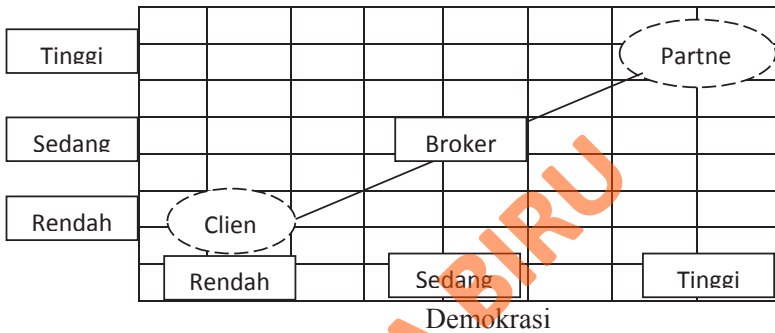 Tinggi
Partne
Sedang
Broker
Rendah
Clien
Rendah
Sedang
Tinggi
Demokrasi
BIRU